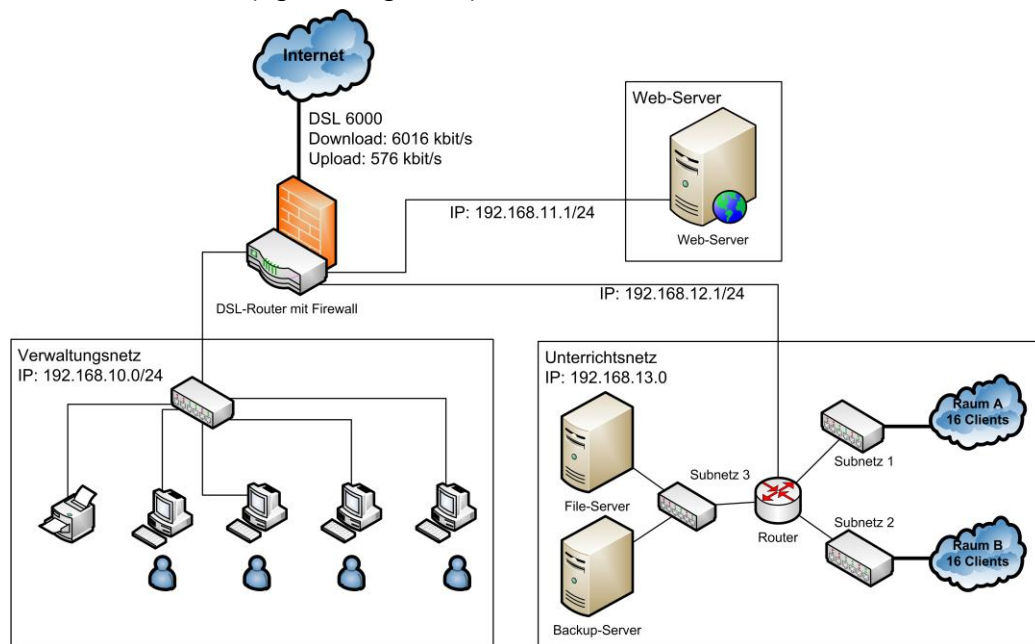 Internet
DSL 6000
Download: 6016 kbit/s
Upload: 576 kbit/s
Web-Server
IP: 192.168.11.1/24
Web-Server
DSL-Router mit Firewall
IP: 192.168.12.1/24
Verwaltungsnetz
IP: 192.168.10.0/24
Unterrichtsnetz
IP: 192.168.13.0
Raum A
16 Clients
Subnetz 1
Subnetz 3
File-Server
Router
Subnetz 2
Raum B
16 Clients
Backup-Server